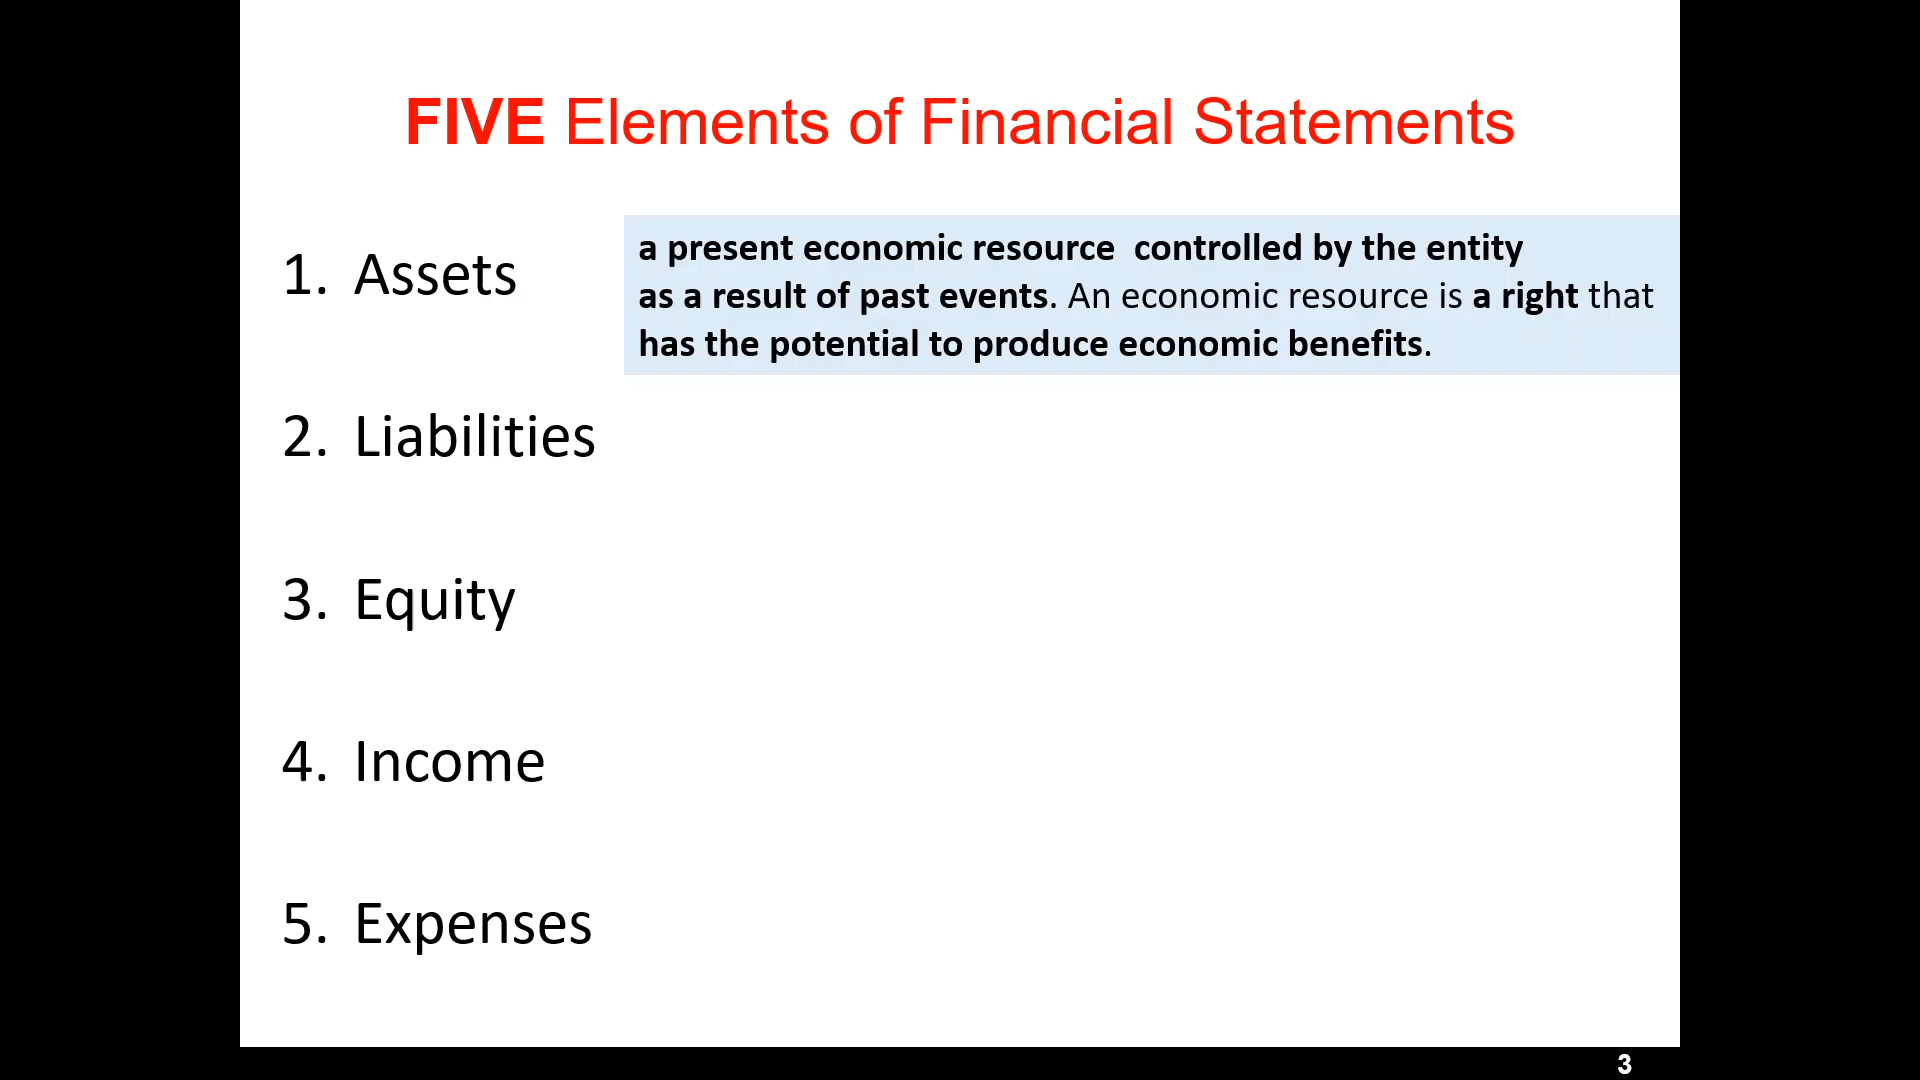 FIVE Elements of Financial Statements
1. Assets
a present economic resource  controlled by the entity
as a result of past events. An economic resource is a right that
has the potential to produce economic benefits.
2. Liabilities
3. Equity
4. Income
5. Expenses
3